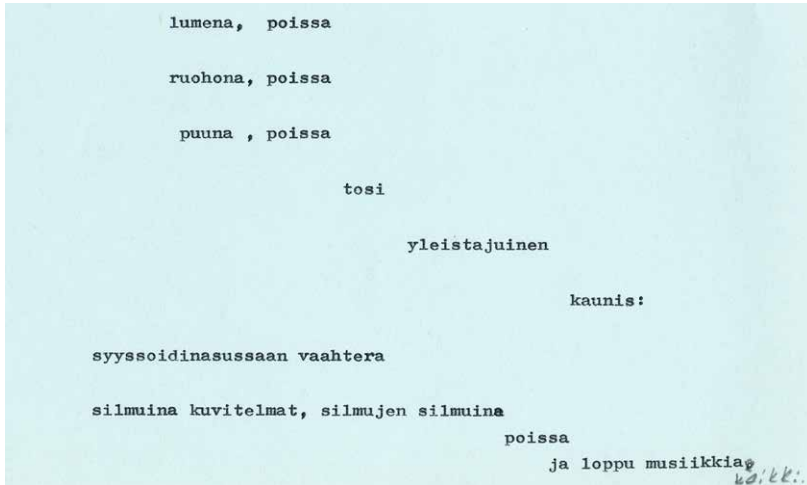 lumena, poissa
ruohona, poissa
puuna , poissa
tosi
yleistajuinen
kaunis:
syyssoidinasussaan vaahtera
silmuina kuvitelmat, silmujen silmuina
poissa
ja loppu musiikkia,
kaikki.